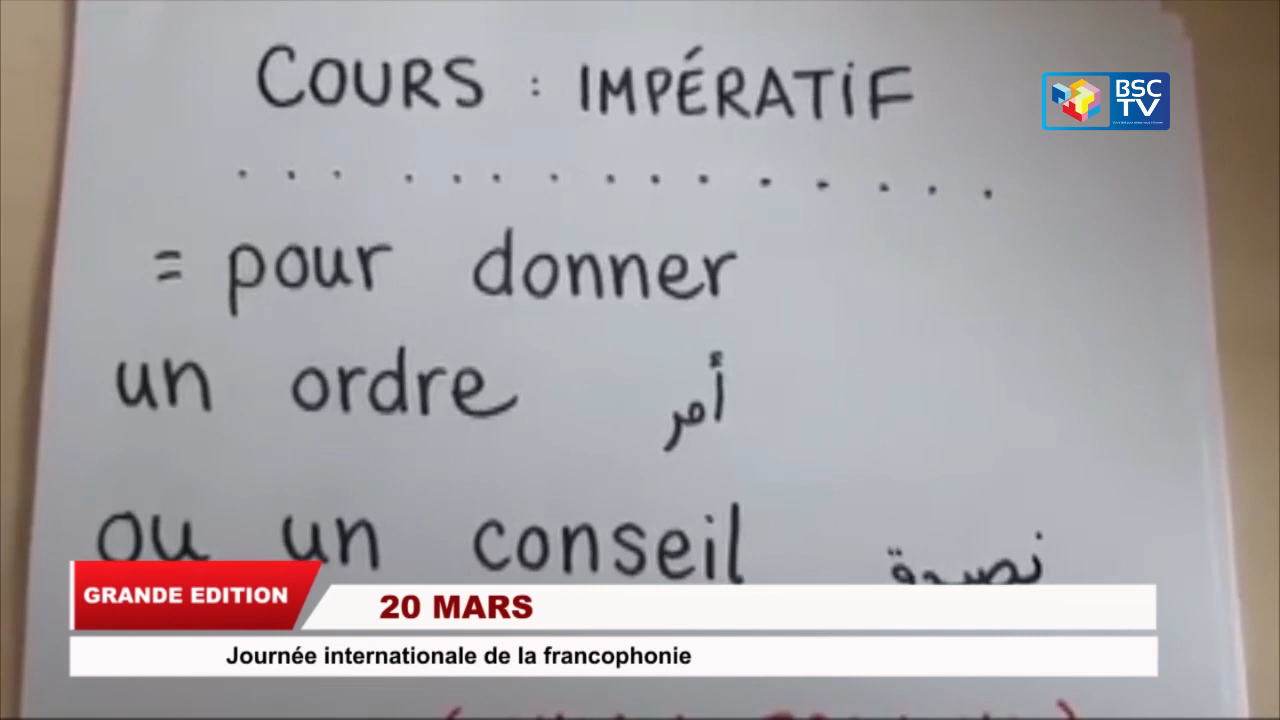 COURS : IMPÉRATIF
= pour donner
un ordre أمر
ou un conseil نصيحة
BSC
TV
GRANDE EDITION
20 MARS
Journée internationale de la francophonie